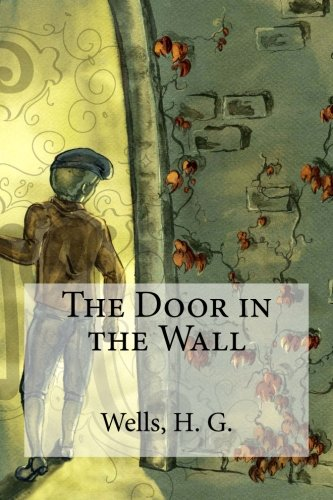 The Door in
the Wall
Wells, H. G.